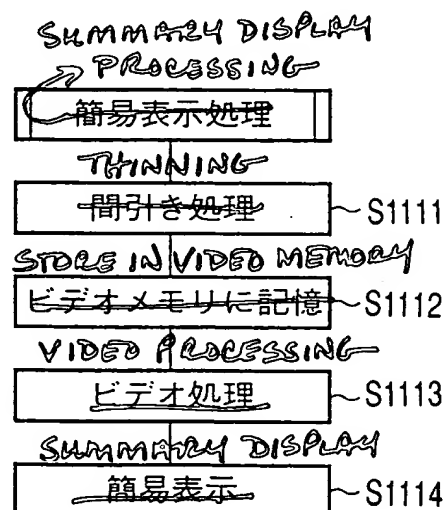 SUMMARY DISPLAY
PROCESSING
簡易表示処理
THINNING
間引き処理 S1111
STORE IN VIDEO MEMORY
ビデオメモリに記憶 S1112
VIDEO PROCESSING
ビデオ処理 S1113
SUMMARY DISPLAY
簡易表示 S1114